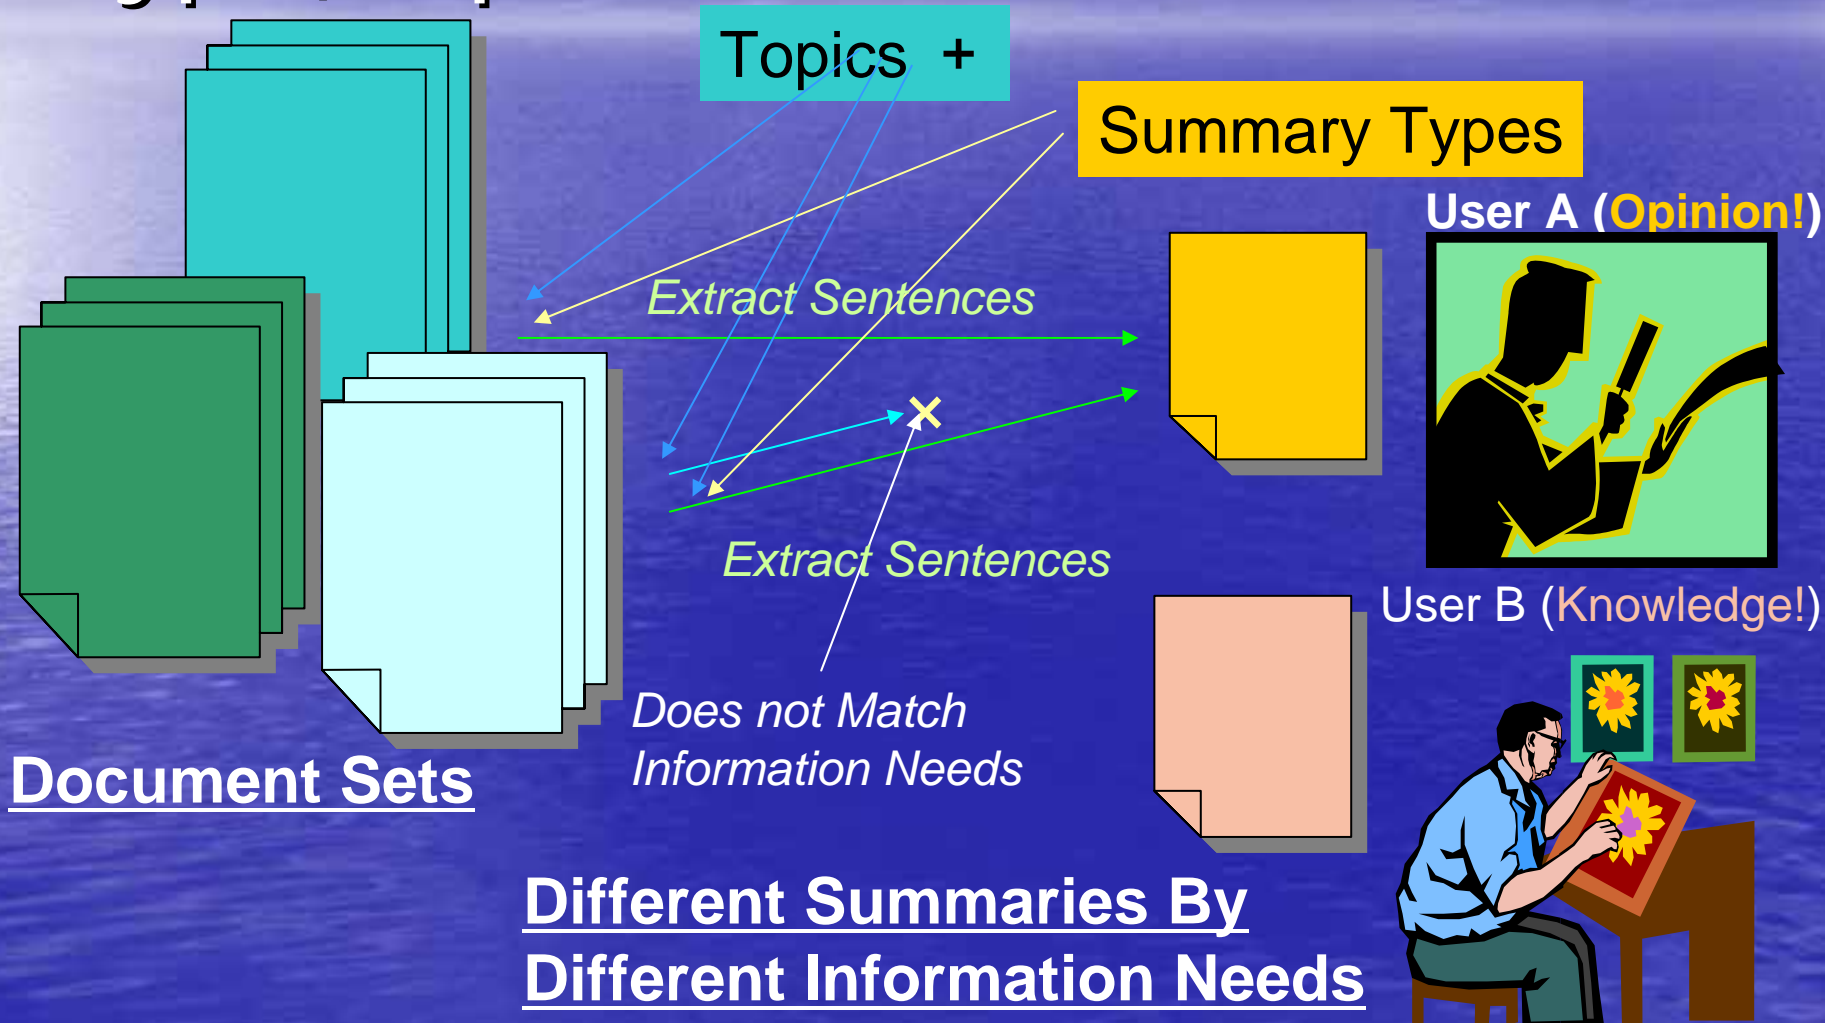 Topics +
Summary Types
User A (Opinion!)
Extract Sentences
Extract Sentences
User B (Knowledge!)
Does not Match
Information Needs
Document Sets
Different Summaries By
Different Information Needs